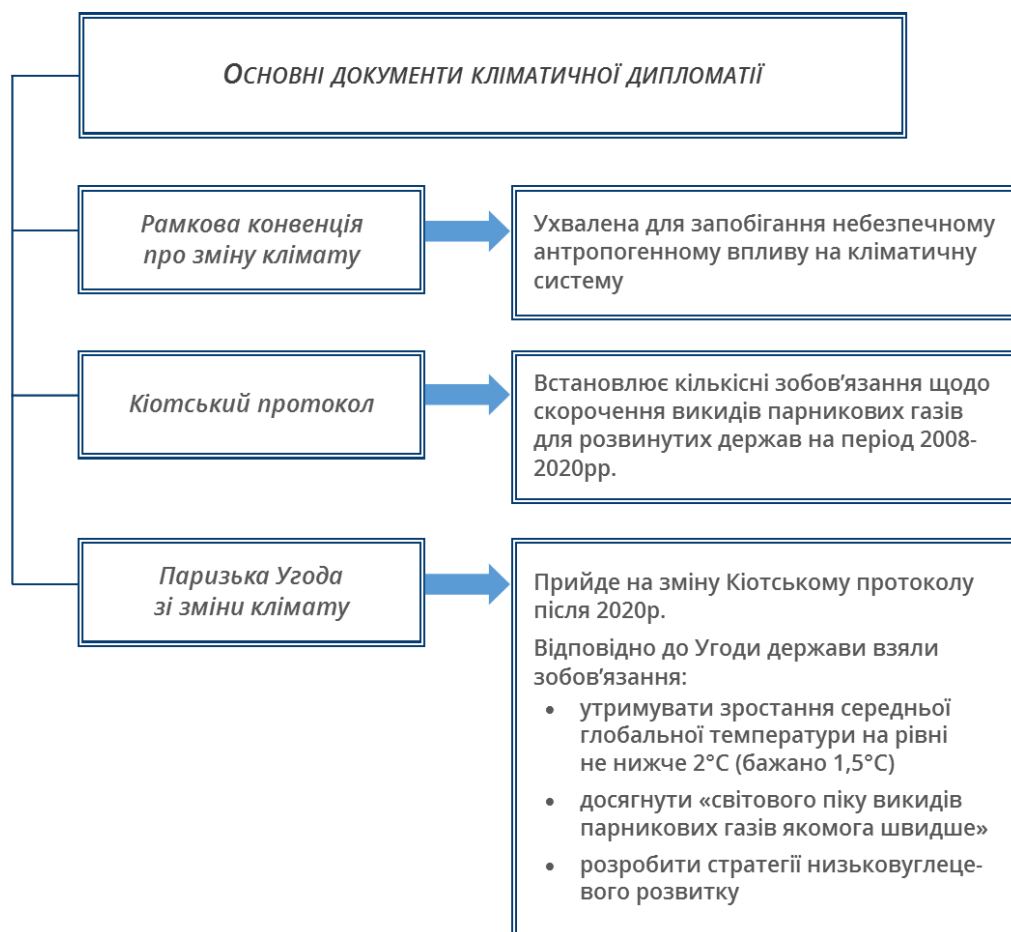 ОСНОВНІ ДОКУМЕНТИ КЛІМАТИЧНОЇ ДИПЛОМАТІЇ
Рамкова конвенція
про зміну клімату
Ухвалена для запобігання небезпечному
антропогенному впливу на кліматичну
систему
Кіотський протокол
Встановлює кількісні зобов'язання щодо
скорочення викидів парникових газів
для розвинутих держав на період 2008-
2020рр.
Паризька Угода
зі зміни клімату
Прийде на зміну Кіотському протоколу
після 2020р.
Відповідно до Угоди держави взяли
зобов'язання:
• утримувати зростання середньої
глобальної температури на рівні
не нижче 2°С (бажано 1,5°С)
• досягнути «світового піку викидів
парникових газів якомога швидше»
• розробити стратегії низьковуглеце-
вого розвитку